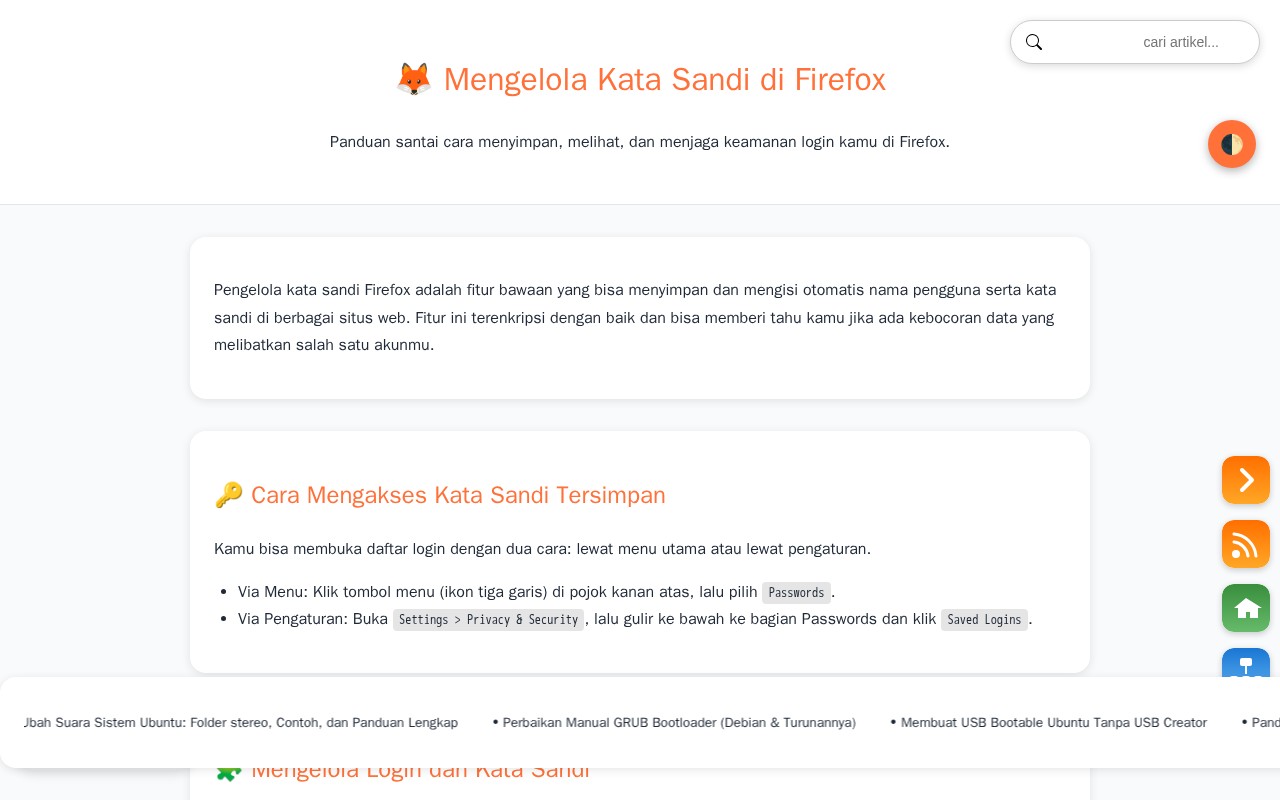 cari artikel...
🦊 Mengelola Kata Sandi di Firefox
Panduan santai cara menyimpan, melihat, dan menjaga keamanan login kamu di Firefox.
Pengelola kata sandi Firefox adalah fitur bawaan yang bisa menyimpan dan mengisi otomatis nama pengguna serta kata
sandi di berbagai situs web. Fitur ini terenkripsi dengan baik dan bisa memberi tahu kamu jika ada kebocoran data yang
melibatkan salah satu akunmu.
🔑 Cara Mengakses Kata Sandi Tersimpan
Kamu bisa membuka daftar login dengan dua cara: lewat menu utama atau lewat pengaturan.
• Via Menu: Klik tombol menu (ikon tiga garis) di pojok kanan atas, lalu pilih Passwords.
• Via Pengaturan: Buka Settings > Privacy & Security, lalu gulir ke bawah ke bagian Passwords dan klik Saved Logins.
Ubah Suara Sistem Ubuntu: Folder stereo, Contoh, dan Panduan Lengkap • Perbaikan Manual GRUB Bootloader (Debian & Turunannya) • Membuat USB Bootable Ubuntu Tanpa USB Creator • Pand
🧩 Mengelola Login dan Kata Sandi